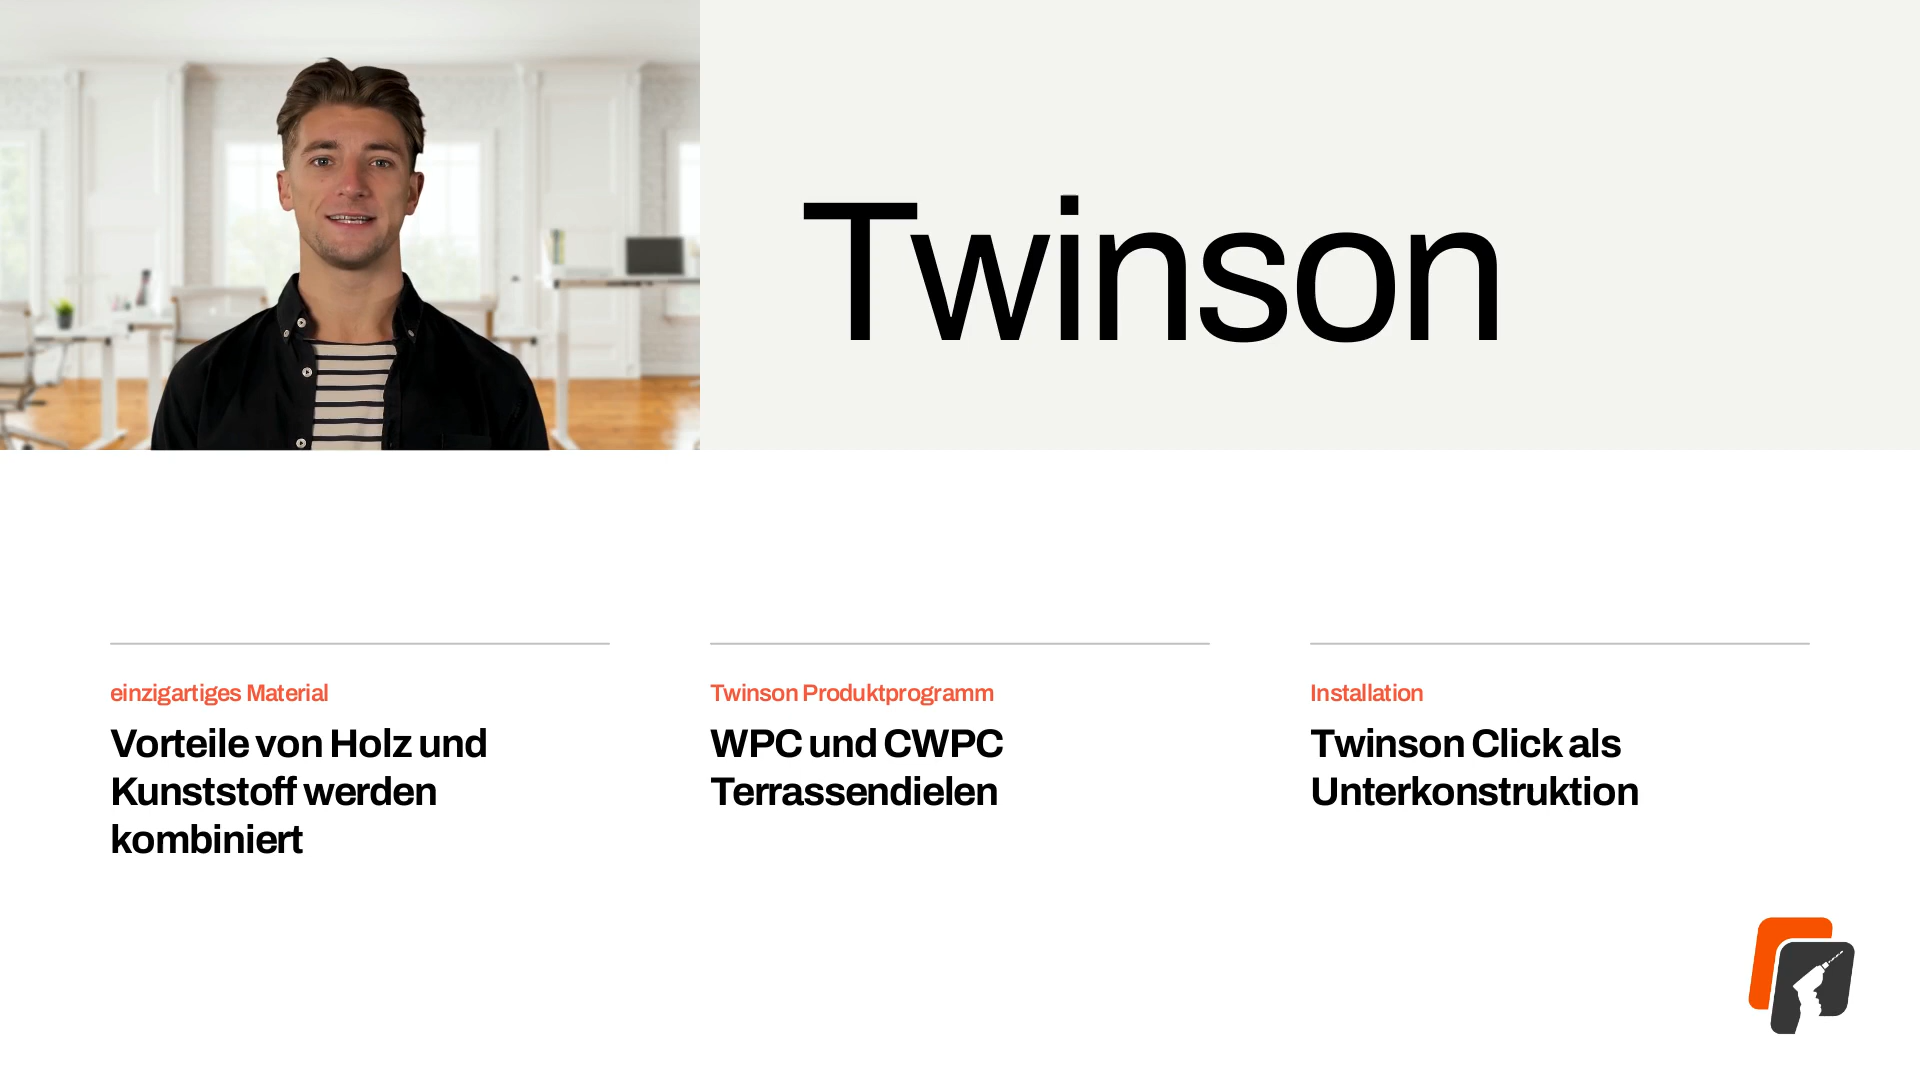 Twinson
einzigartiges Material
Vorteile von Holz und
Kunststoff werden
kombiniert
Twinson Produktprogramm
WPC und CWPC
Terrassendielen
Installation
Twinson Click als
Unterkonstruktion